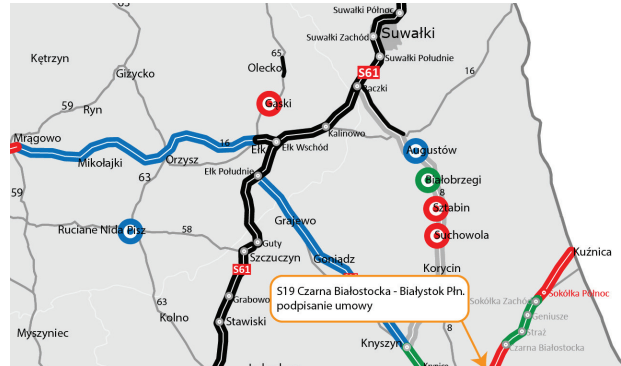 63
Suwałki Północ
Suwałki Zachód
Suwałki
Suwałki Południe
65
Olecko
S61
16
Raczki
Kętrzyn
Giżycko
63
59
Ryn
Gąski
Kalinowo
Mrągowo
16
Ełk
Ełk Wschód
Augustów
Mikołajki
Orzysz
Ełk Południe
Białobrzegi
63
8
59
Sztabin
Grajewo
Ruciane Nida
Pisz
58
Suchowola
Guty
Szczuczyn
Goniądz
Korycin
Kuźnica
S61
S19 Czarna Białostocka - Białystok Płn.
podpisanie umowy
Sokółka Północ
Sokółka Zachód
Grabowo
63
Kolno
Geniusze
Stawiski
8
Straż
Myszyniec
Knyszyn
Czarna Białostocka